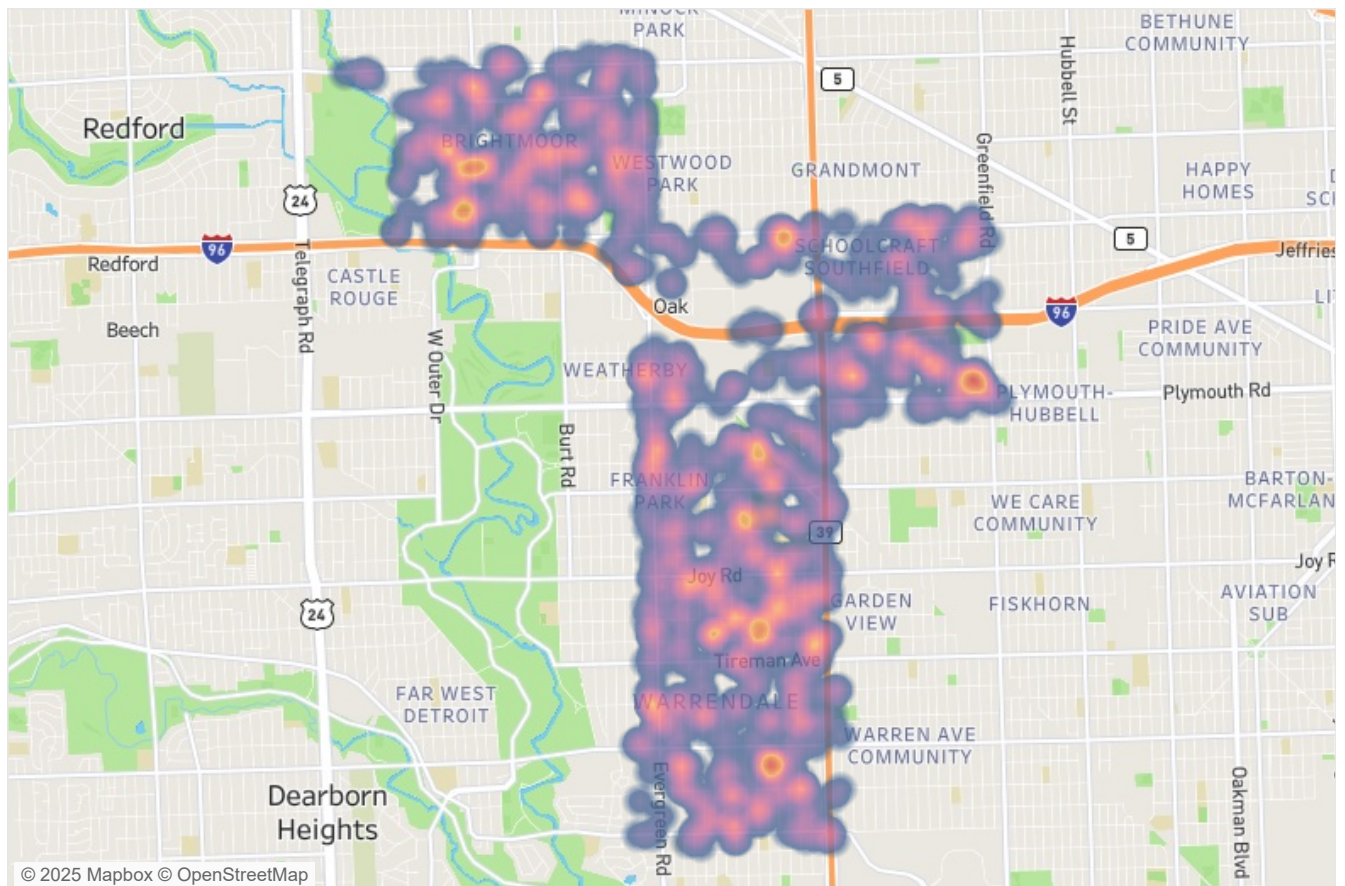 MINOCK
PARK
BETHUNE
COMMUNITY
Hubbell St
5
Redford
BRIGHTMOOR
WESTWOOD
PARK
GRANDMONT
Greenfield Rd
HAPPY
HOMES
24
96
5
Redford
Telegraph Rd
CASTLE
ROUGE
SCHOOLCRAFT
SOUTHFIELD
Jeffries
Oak
96
Beech
PRIDE AVE
COMMUNITY
W Outer Dr
WEATHERBY
PLYMOUTH-
HUBBELL
Plymouth Rd
Burt Rd
FRANKLIN
PARK
WE CARE
COMMUNITY
BARTON-
MCFARLAN
39
Joy Rd
Joy R
24
GARDEN
VIEW
FISKHORN
AVIATION
SUB
Tireman Ave
FAR WEST
DETROIT
WARRENDALE
WARREN AVE
COMMUNITY
Evergreen Rd
Oakman Blvd
Dearborn
Heights
© 2025 Mapbox © OpenStreetMap